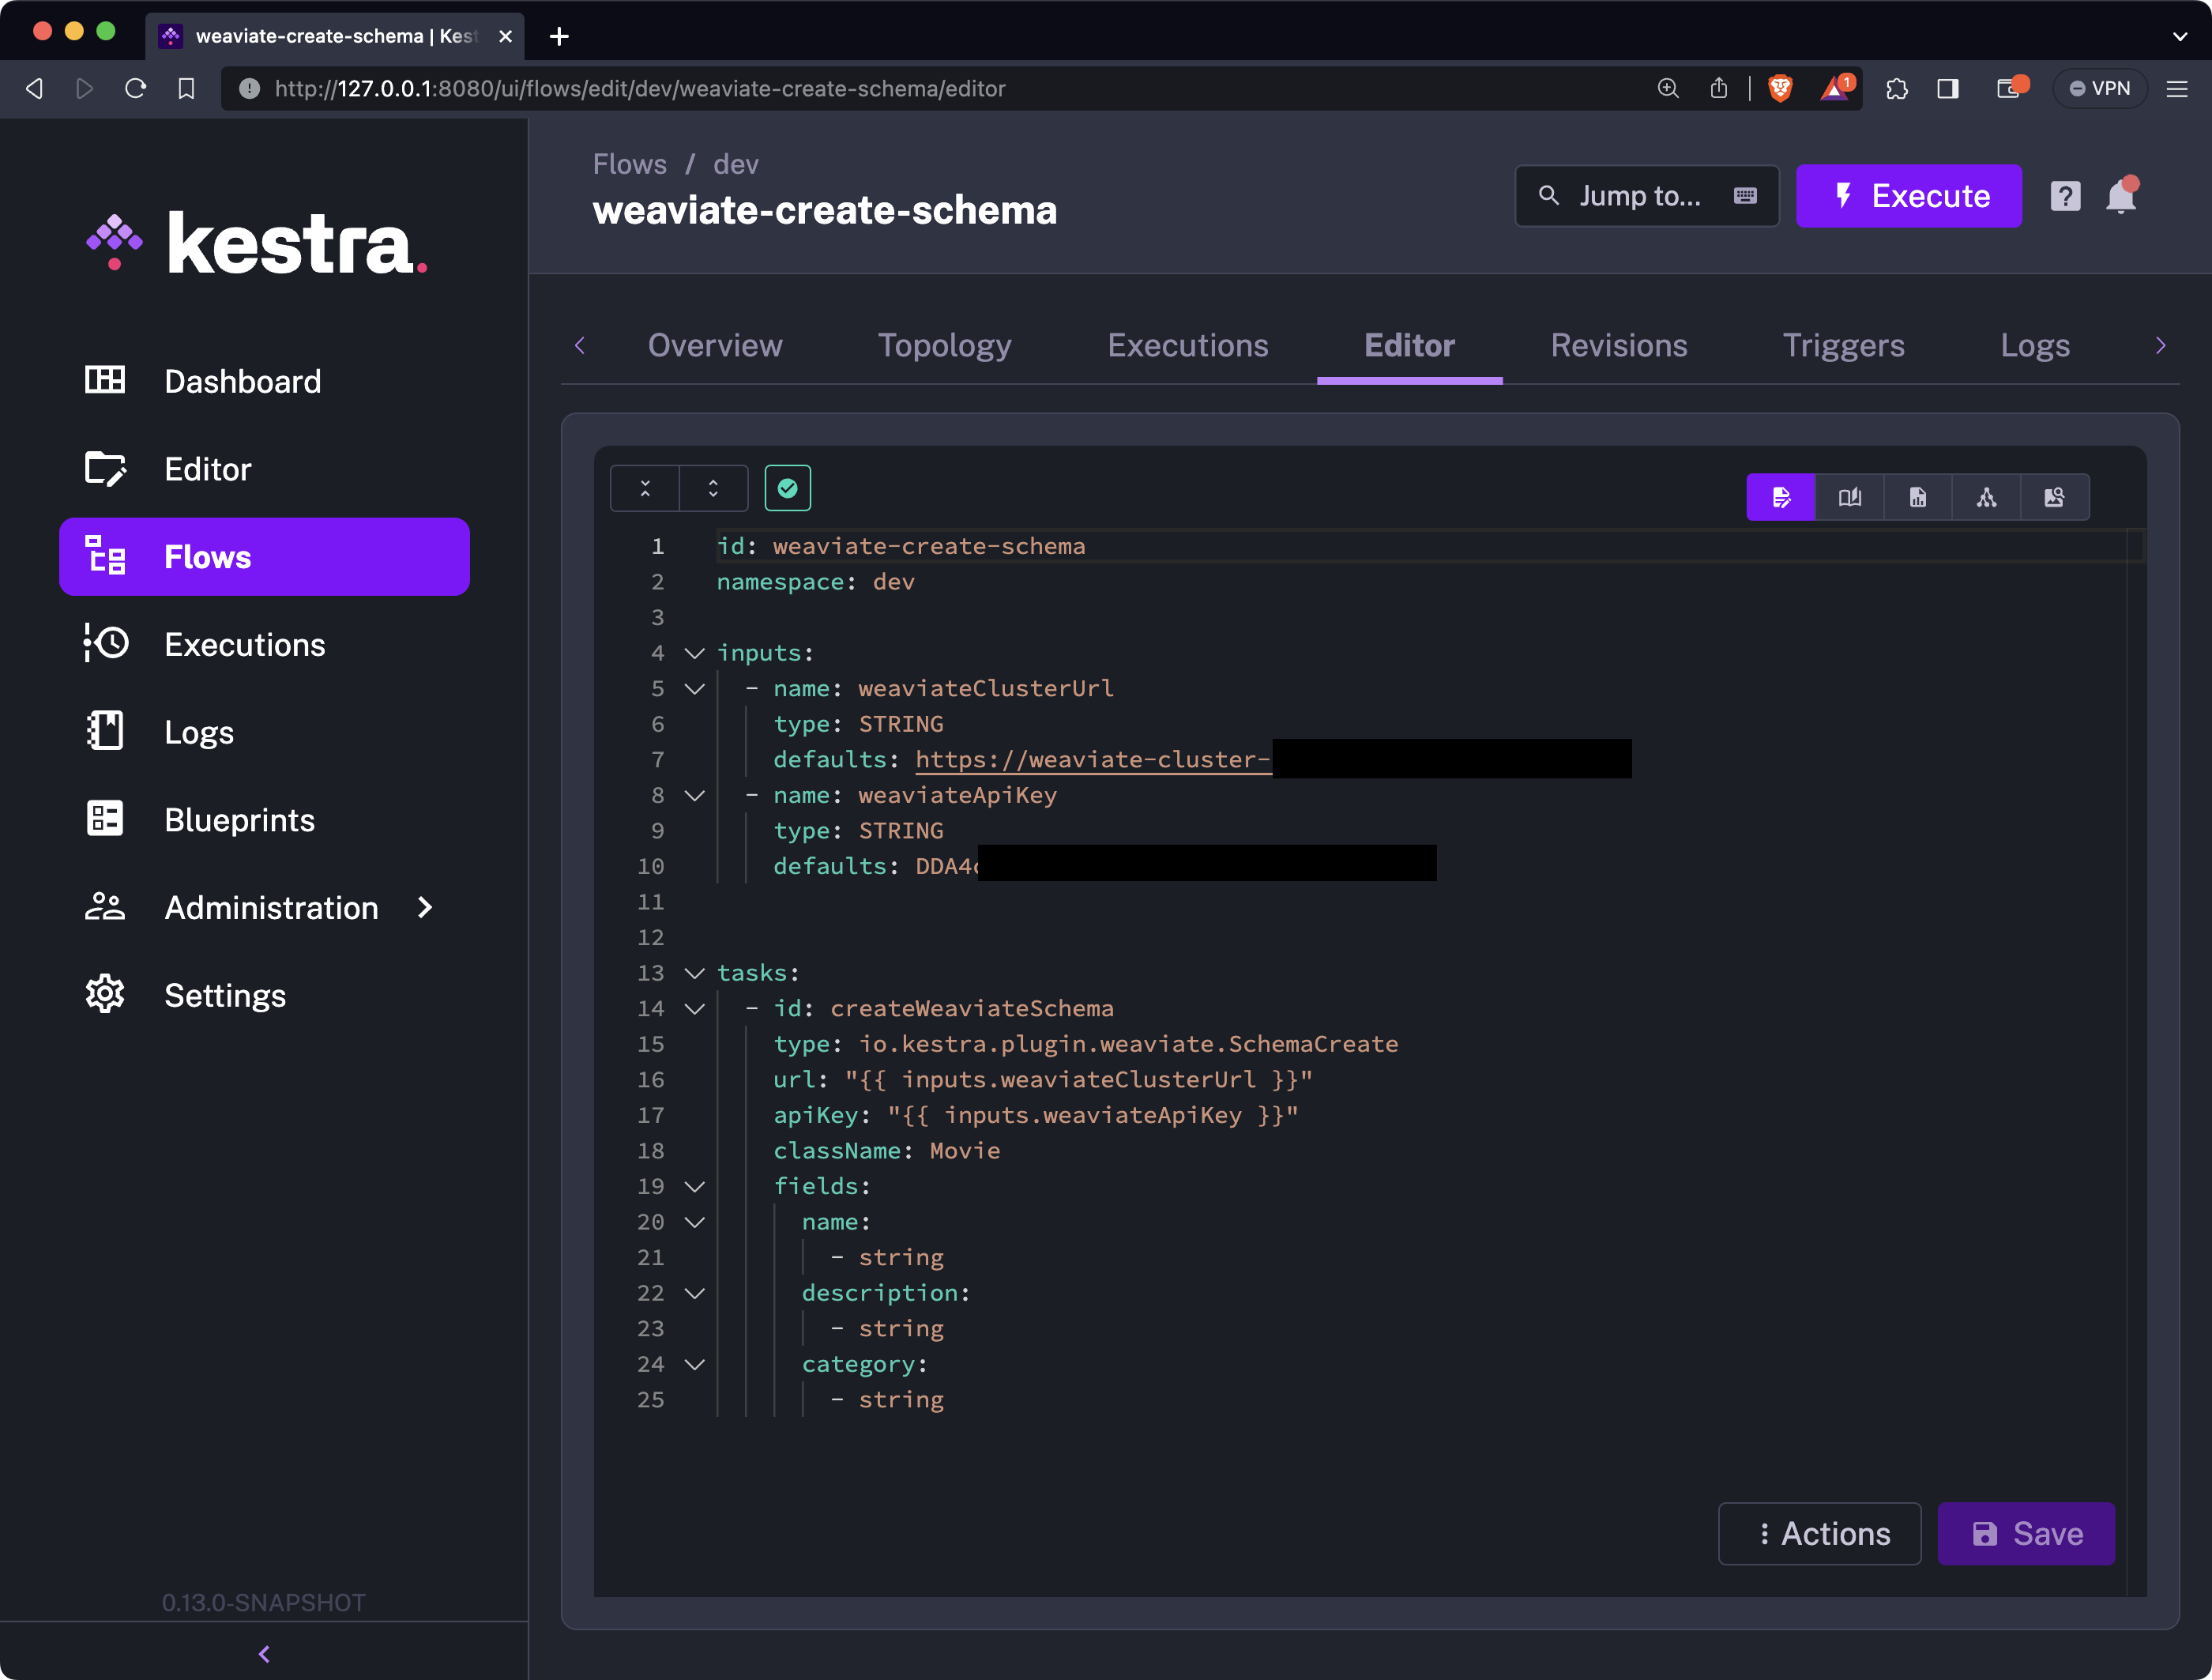 weaviate-create-schema | Kest
http://127.0.0.1:8080/ui/flows/edit/dev/weaviate-create-schema/editor
1
VPN
kestra.
Dashboard
Editor
Flows
Executions
Logs
Blueprints
Administration
Settings
0.13.0-SNAPSHOT
Flows / dev
weaviate-create-schema
Jump to...
Execute
Overview
Topology
Executions
Editor
Revisions
Triggers
Logs
1 id: weaviate-create-schema
2 namespace: dev
3
4 inputs:
5 - name: weaviateClusterUrl
6 type: STRING
7 defaults: https://weaviate-cluster-
8 - name: weaviateApiKey
9 type: STRING
10 defaults: DDA4
11
12
13 tasks:
14 - id: createWeaviateSchema
15 type: io.kestra.plugin.weaviate.SchemaCreate
16 url: "{{ inputs.weaviateClusterUrl }}"
17 apiKey: "{{ inputs.weaviateApiKey }}"
18 className: Movie
19 fields:
20 name:
21 - string
22 description:
23 - string
24 category:
25 - string
Actions
Save